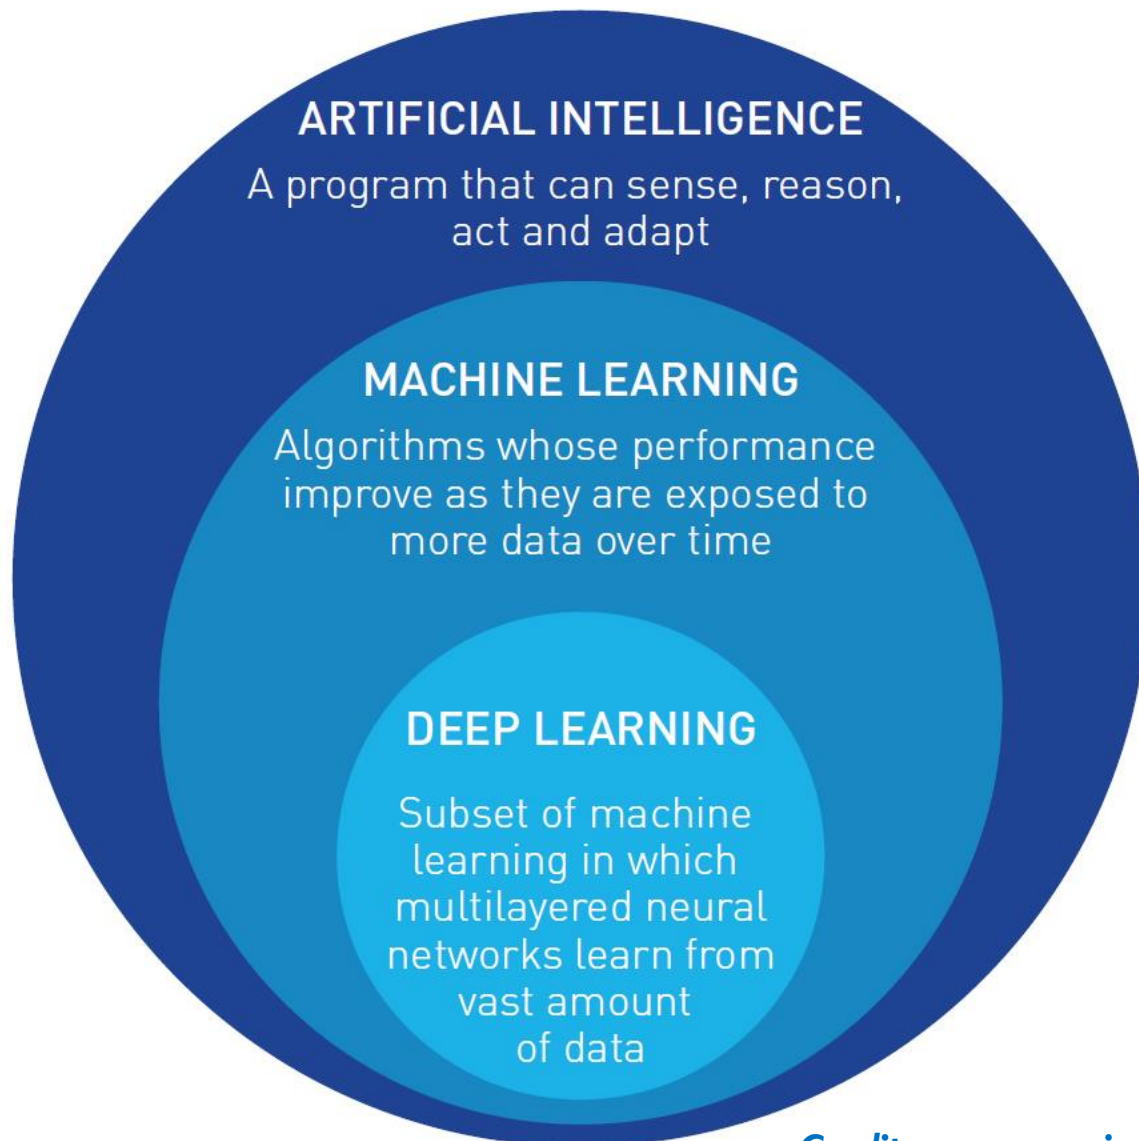 ARTIFICIAL INTELLIGENCE
A program that can sense, reason,
act and adapt
MACHINE LEARNING
Algorithms whose performance
improve as they are exposed to
more data over time
DEEP LEARNING
Subset of machine
learning in which
multilayered neural
networks learn from
vast amount
of data